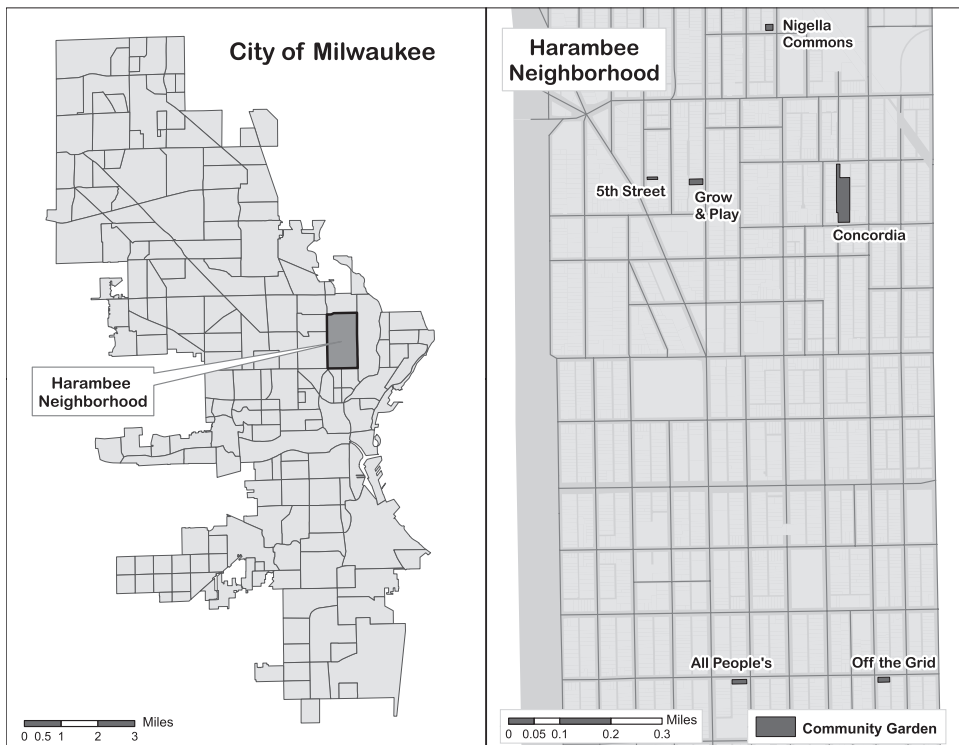 City of Milwaukee
Harambee
Neighborhood
Miles
0 0.5 1 2 3
Harambee
Neighborhood
Nigella
Commons
5th Street
Grow
& Play
Concordia
All People's
Off the Grid
Miles
0 0.05 0.1 0.2 0.3
Community Garden